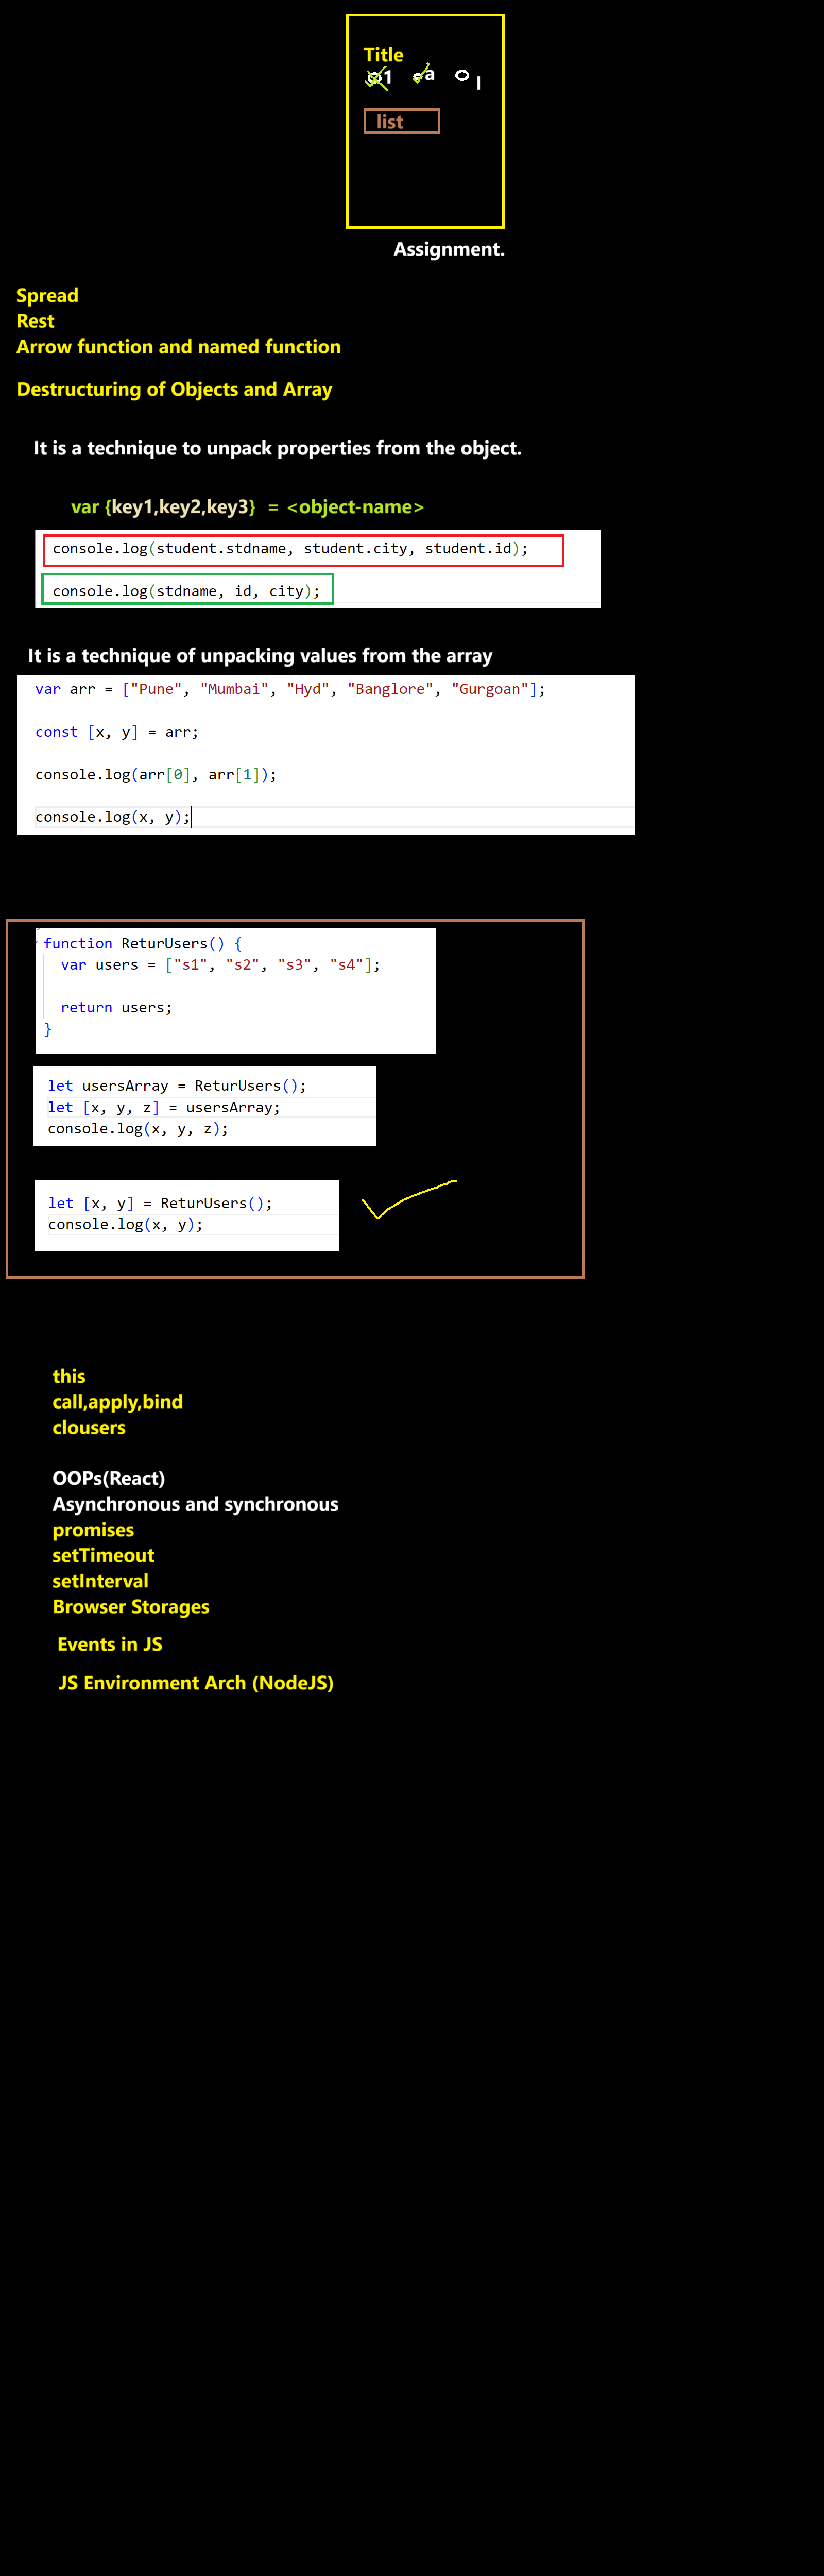 Title
1 a O I
list
Assignment.
Spread
Rest
Arrow function and named function
Destructuring of Objects and Array
It is a technique to unpack properties from the object.
var {key1,key2,key3} = <object-name>
console.log(student.stdname, student.city, student.id);
console.log(stdname, id, city);
It is a technique of unpacking values from the array
var arr = ["Pune", "Mumbai", "Hyd", "Banglore", "Gurgoan"];
const [x, y] = arr;
console.log(arr[0], arr[1]);
console.log(x, y);
function ReturUsers() {
var users = ["s1", "s2", "s3", "s4"];
return users;
}
let usersArray = ReturUsers();
let [x, y, z] = usersArray;
console.log(x, y, z);
let [x, y] = ReturUsers();
console.log(x, y);
this
call,apply,bind
clousers
OOPs(React)
Asynchronous and synchronous
promises
setTimeout
setInterval
Browser Storages
Events in JS
JS Environment Arch (NodeJS)